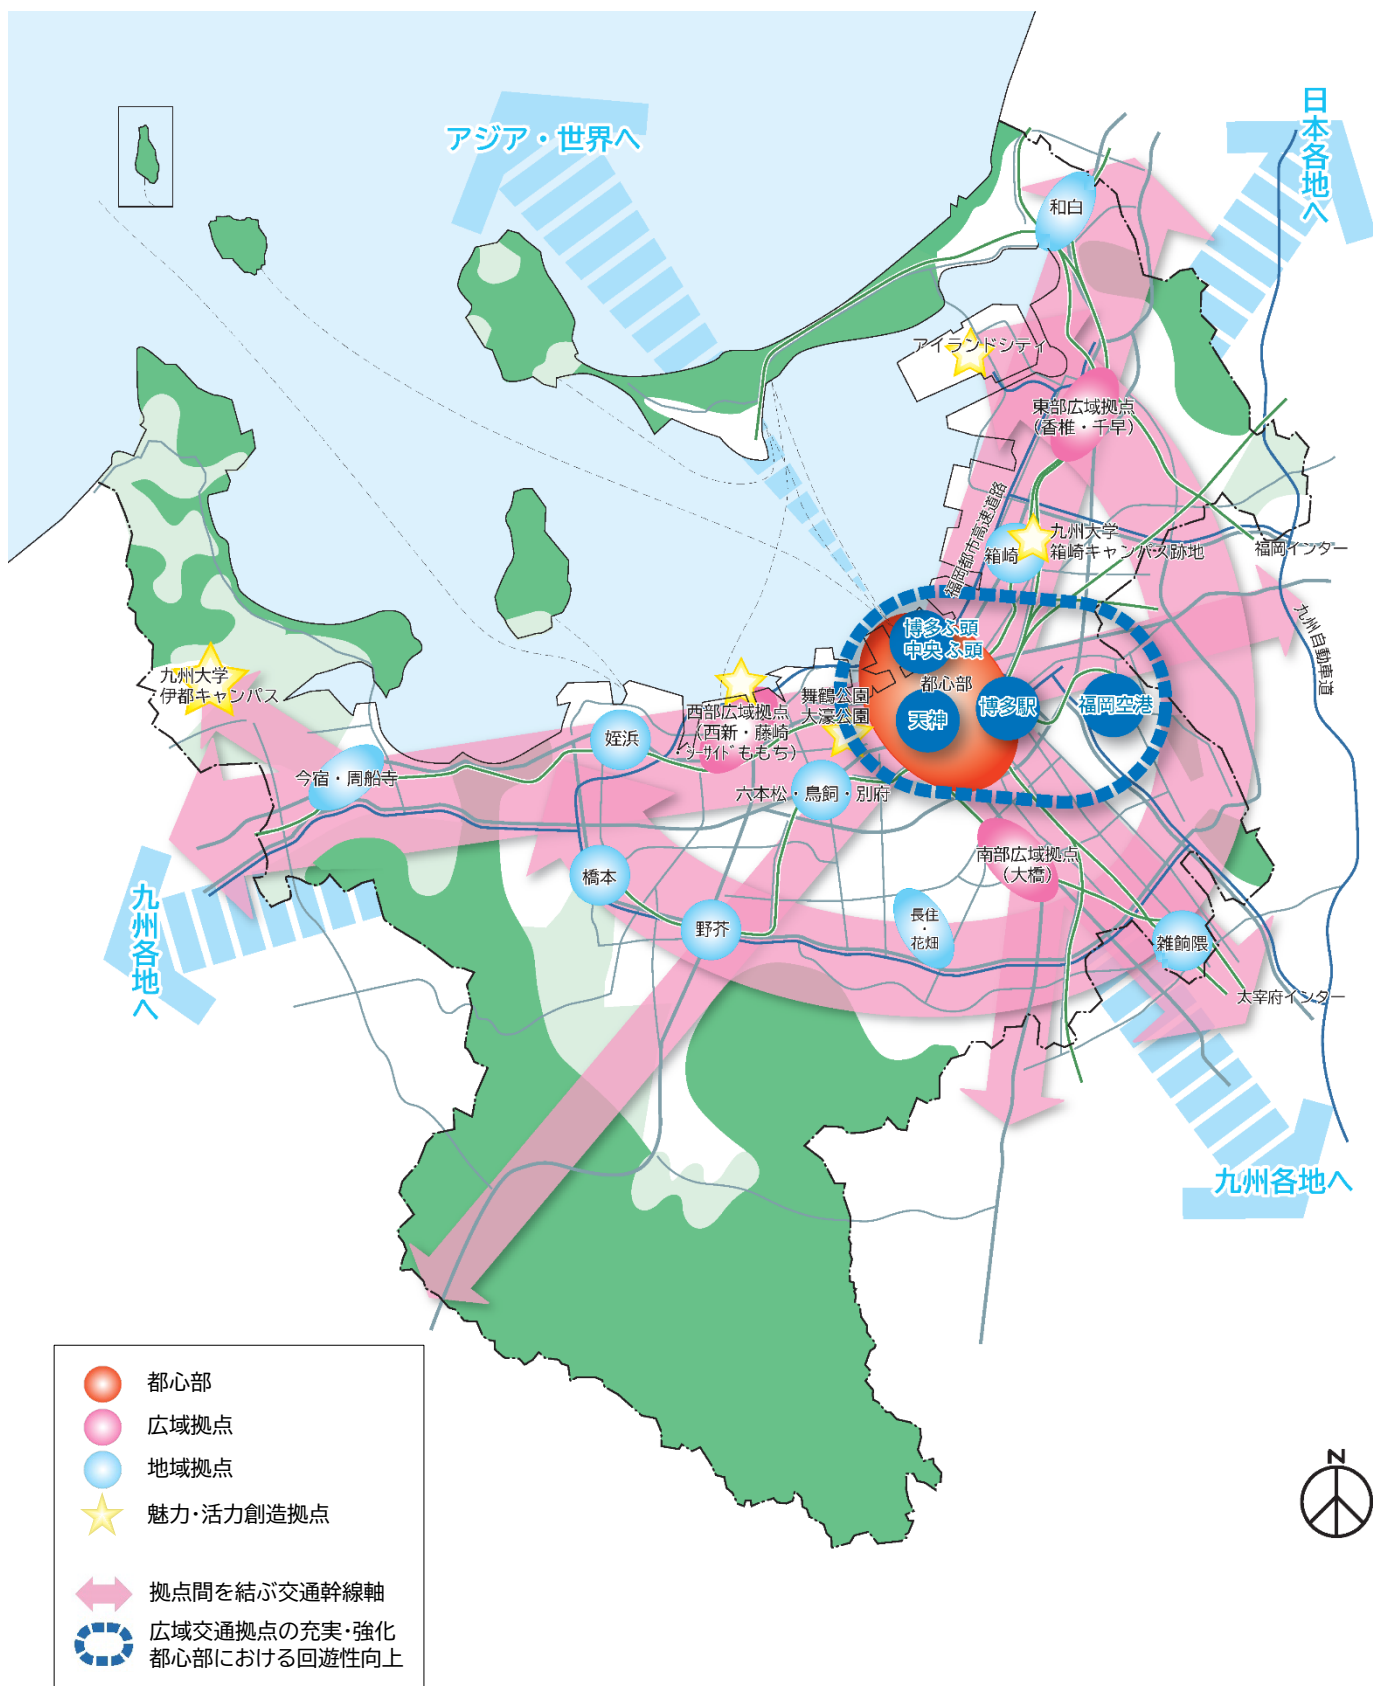 アジア・世界へ
日本各地へ
和白
アイランドシティ
東部広域拠点
（香椎・千早）
福岡都市高速道路
九州大学
箱崎キャンパス跡地
箱崎
福岡インター
九州自動車道
博多ふ頭
中央ふ頭
都心部
天神
博多駅
福岡空港
九州大学
伊都キャンパス
舞鶴公園
大濠公園
西部広域拠点
（西新・藤崎
・シーサイドももち）
姪浜
今宿・周船寺
六本松・鳥飼・別府
南部広域拠点
（大橋）
橋本
野芥
長住
・
花畑
雑餉隈
九州各地へ
太宰府インター
九州各地へ
都心部
広域拠点
地域拠点
魅力・活力創造拠点
拠点間を結ぶ交通幹線軸
広域交通拠点の充実・強化
都心部における回遊性向上
N